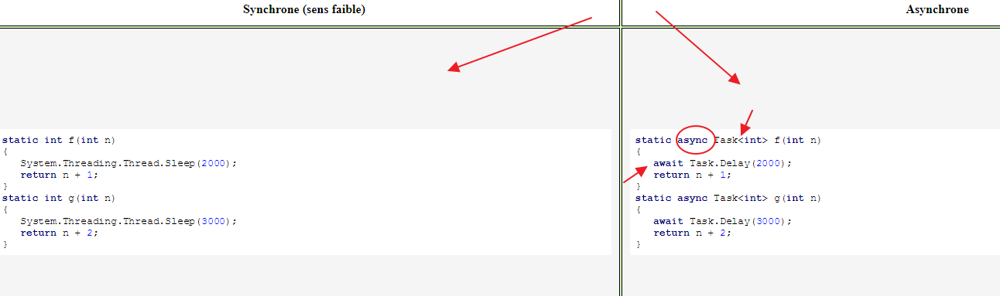 Synchrone (sens faible)
Asynchrone
static int f(int n)
{
System.Threading.Thread.Sleep(2000);
return n + 1;
}
static int g(int n)
{
System.Threading.Thread.Sleep(3000);
return n + 2;
}
static async Task<int> f(int n)
{
await Task.Delay(2000);
return n + 1;
}
static async Task<int> g(int n)
{
await Task.Delay(3000);
return n + 2;
}